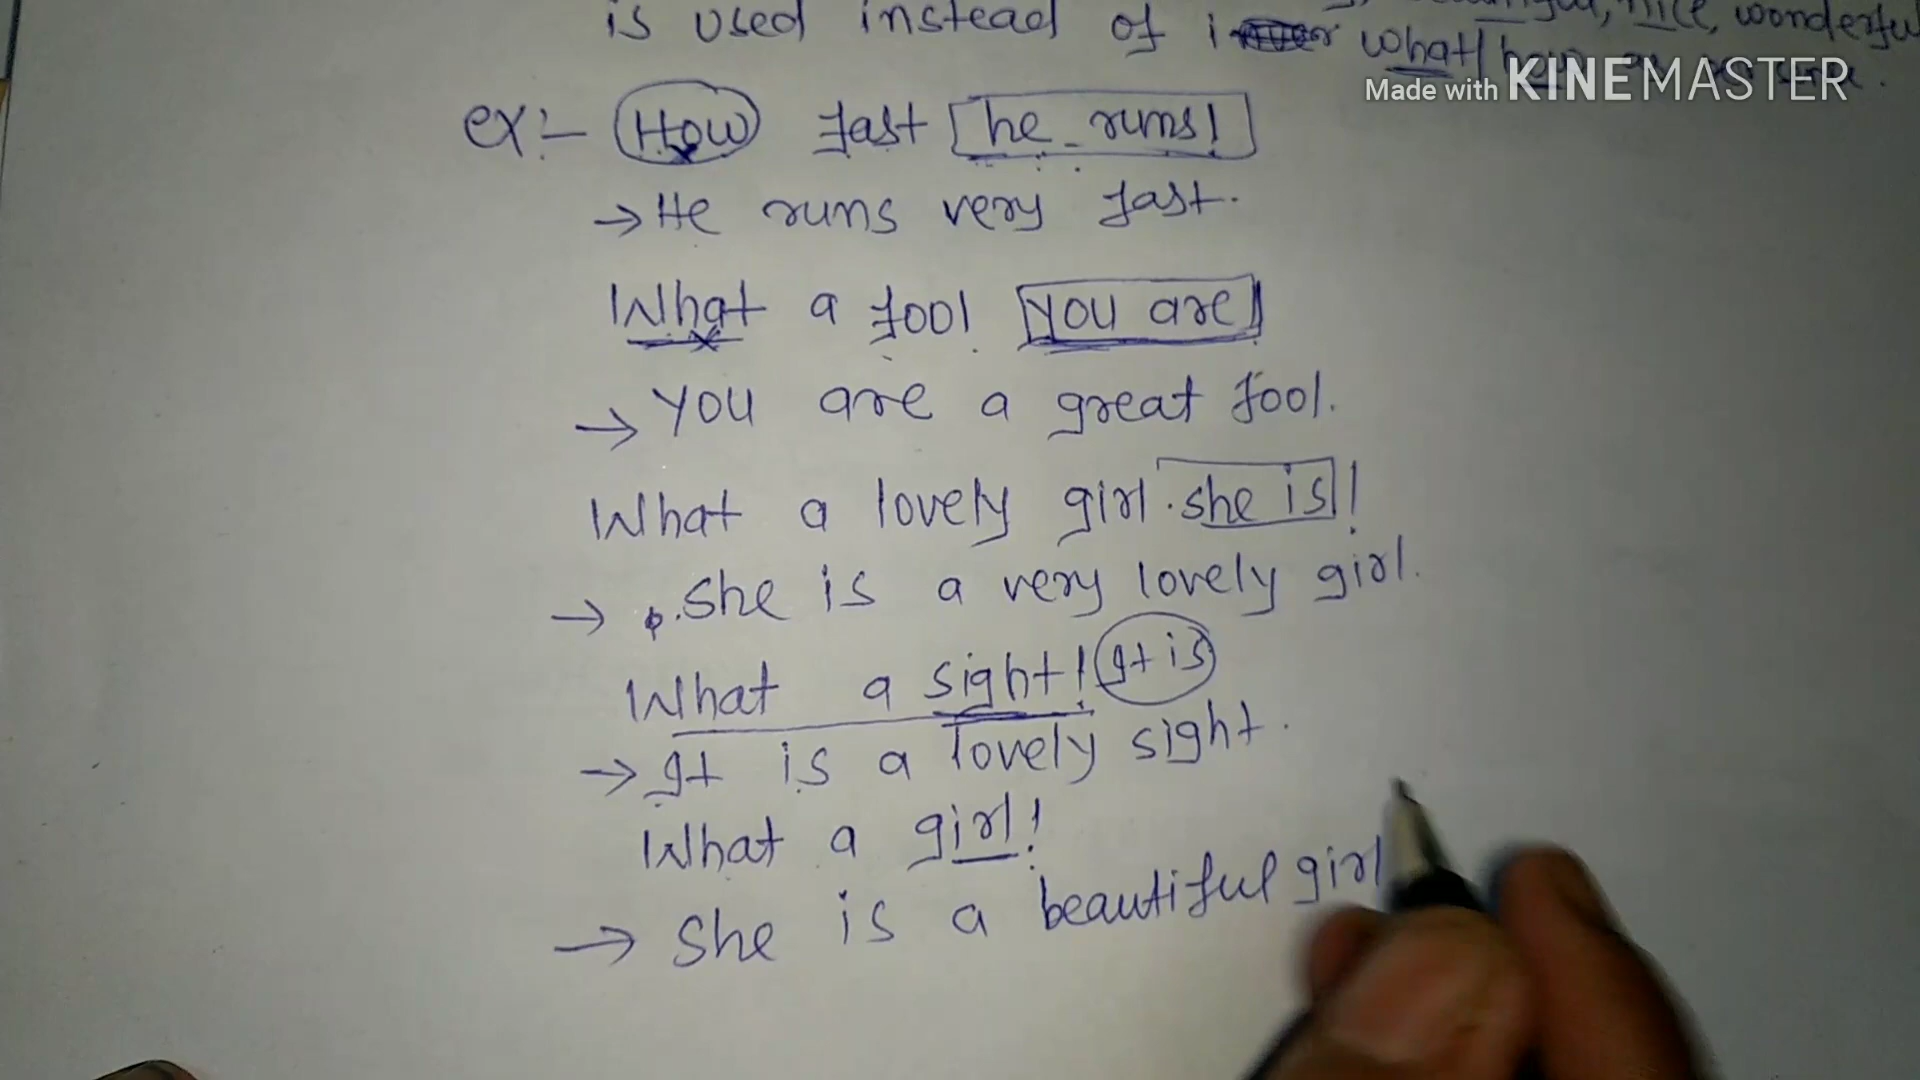 is used instead of nice, wonderful
what
Made with KINEMASTER
ex:- How fast he runs!
→ He runs very fast.
What a fool you are!
→ You are a great fool.
What a lovely girl she is!
→ She is a very lovely girl.
What a sight! It is
→ It is a lovely sight.
What a girl!
→ She is a beautiful girl